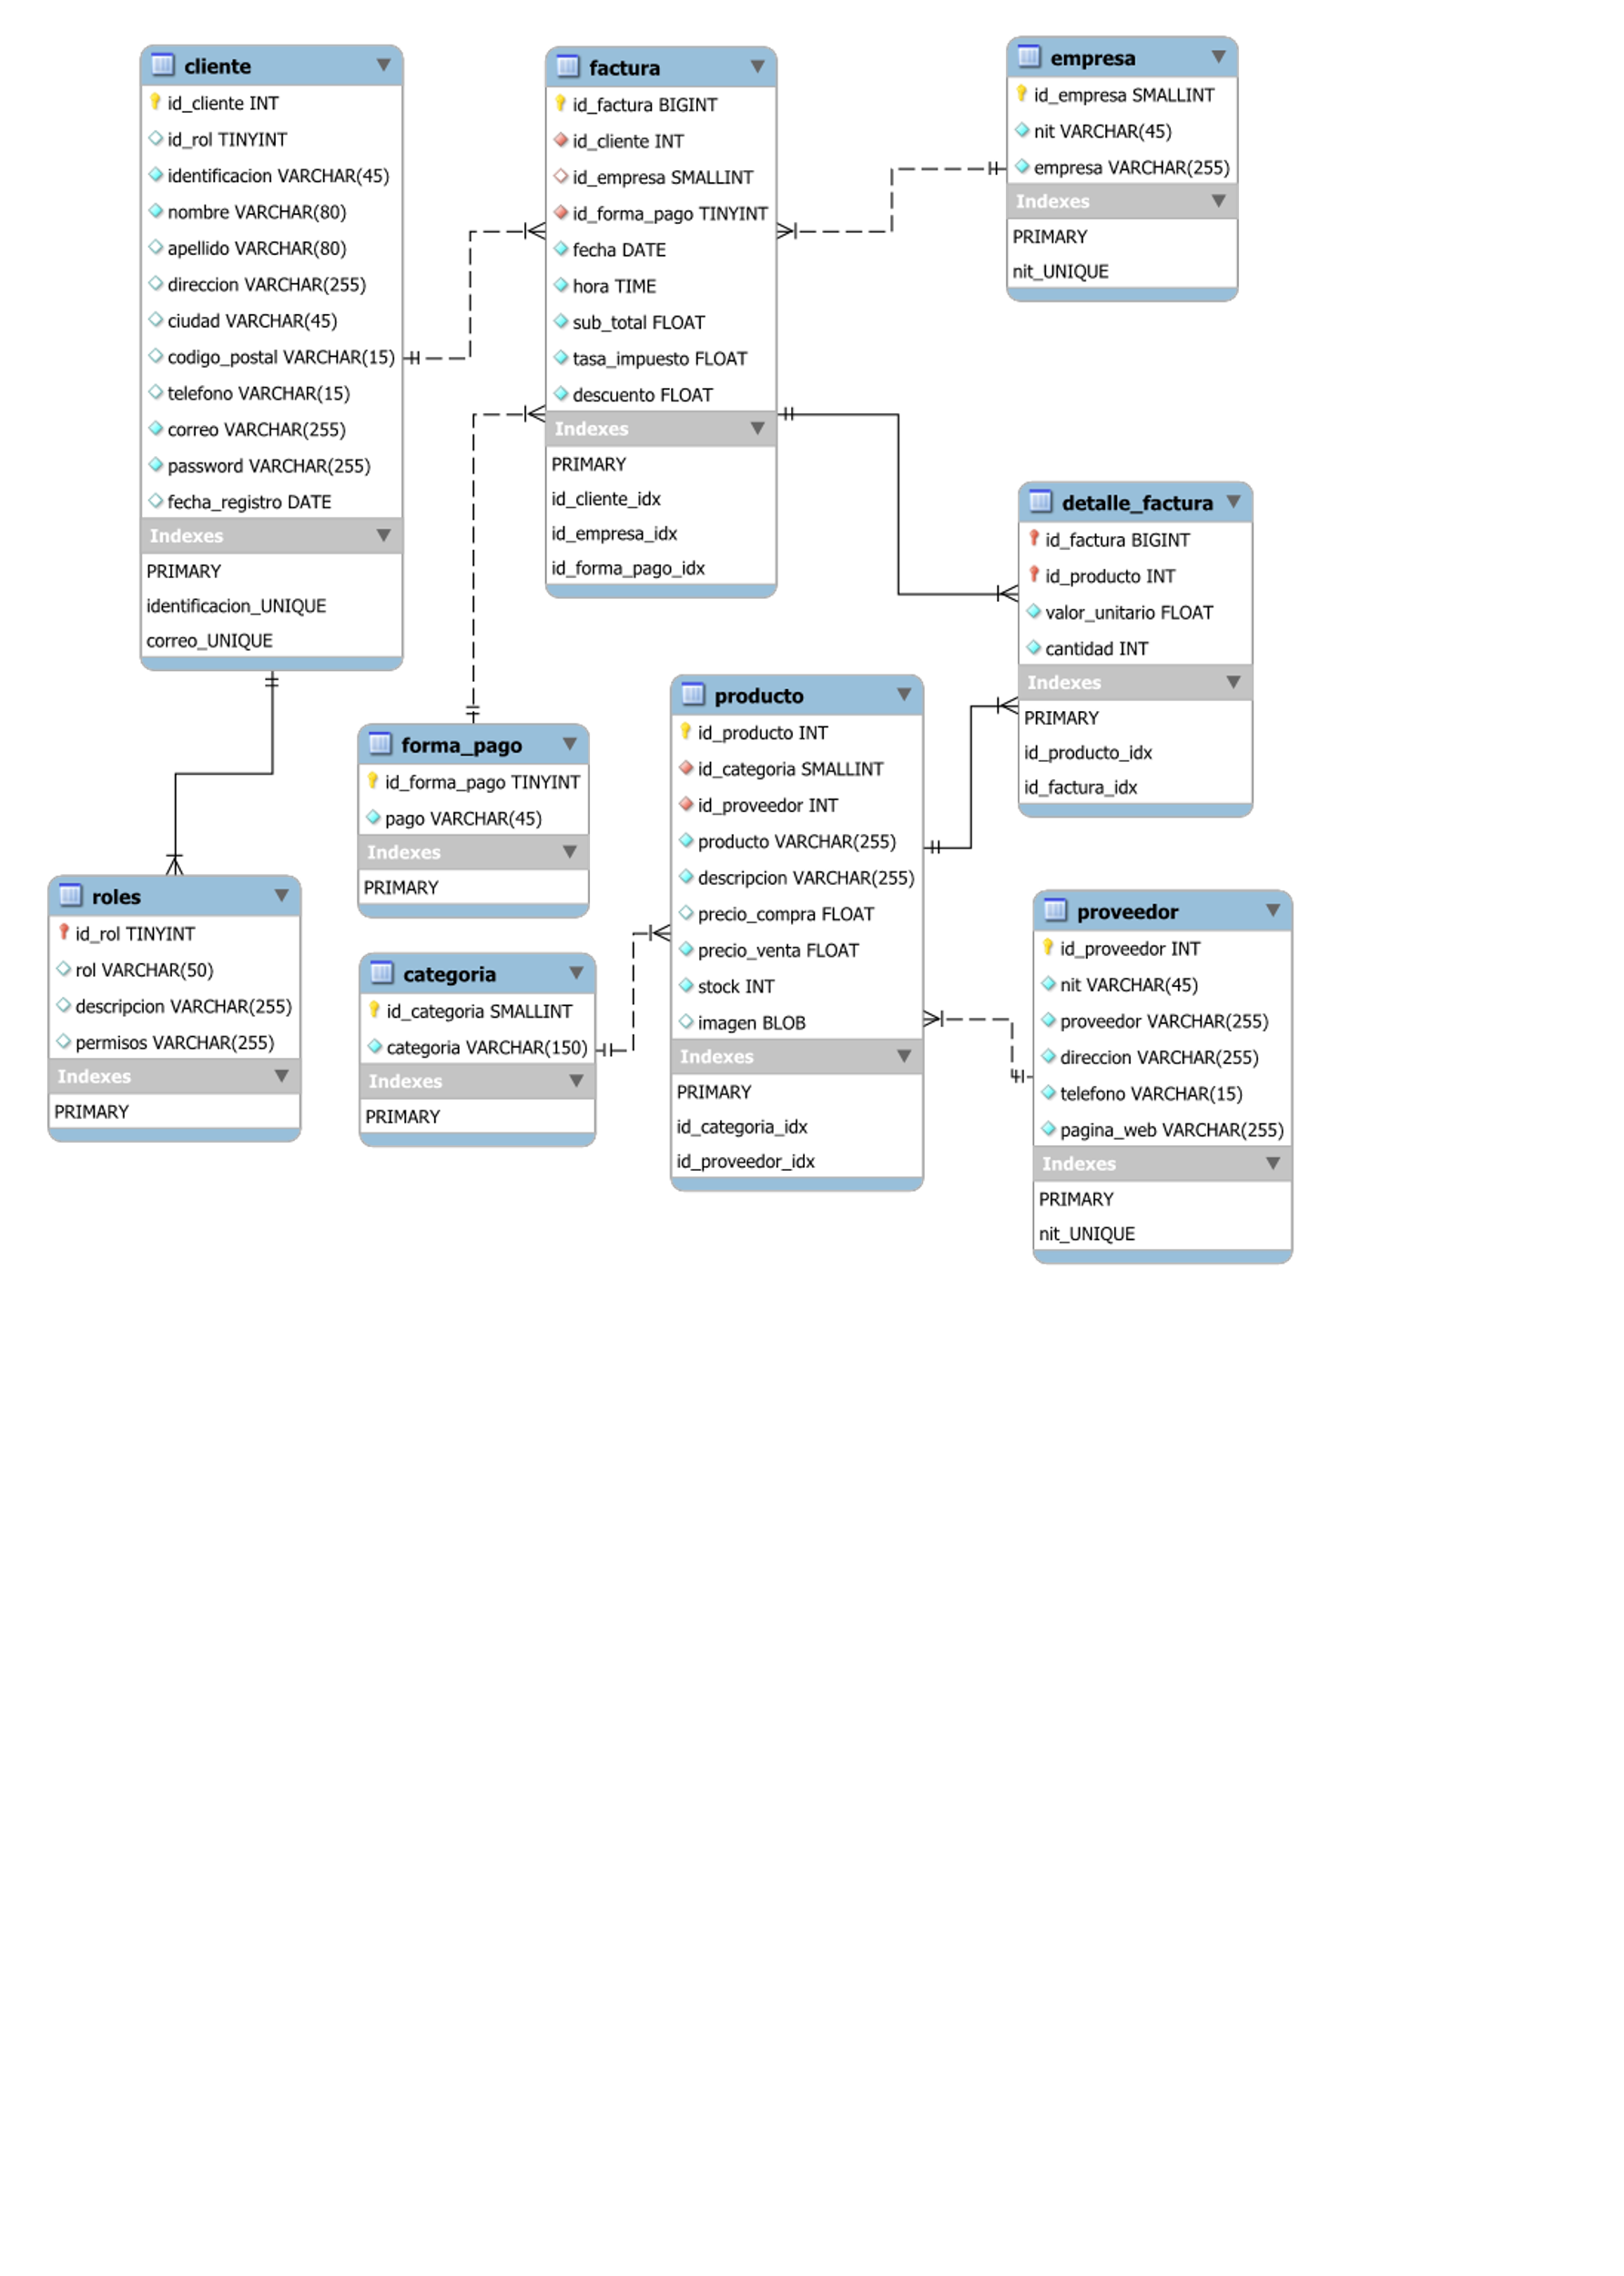 cliente
id_cliente INT
id_rol TINYINT
identificacion VARCHAR(45)
nombre VARCHAR(80)
apellido VARCHAR(80)
direccion VARCHAR(255)
ciudad VARCHAR(45)
codigo_postal VARCHAR(15)
telefono VARCHAR(15)
correo VARCHAR(255)
password VARCHAR(255)
fecha_registro DATE
Indexes
PRIMARY
identificacion_UNIQUE
correo_UNIQUE
factura
id_factura BIGINT
id_cliente INT
id_empresa SMALLINT
id_forma_pago TINYINT
fecha DATE
hora TIME
sub_total FLOAT
tasa_impuesto FLOAT
descuento FLOAT
Indexes
PRIMARY
id_cliente_idx
id_empresa_idx
id_forma_pago_idx
empresa
id_empresa SMALLINT
nit VARCHAR(45)
empresa VARCHAR(255)
Indexes
PRIMARY
nit_UNIQUE
detalle_factura
id_factura BIGINT
id_producto INT
valor_unitario FLOAT
cantidad INT
Indexes
PRIMARY
id_producto_idx
id_factura_idx
roles
id_rol TINYINT
rol VARCHAR(50)
descripcion VARCHAR(255)
permisos VARCHAR(255)
Indexes
PRIMARY
forma_pago
id_forma_pago TINYINT
pago VARCHAR(45)
Indexes
PRIMARY
categoria
id_categoria SMALLINT
categoria VARCHAR(150)
Indexes
PRIMARY
producto
id_producto INT
id_categoria SMALLINT
id_proveedor INT
producto VARCHAR(255)
descripcion VARCHAR(255)
precio_compra FLOAT
precio_venta FLOAT
stock INT
imagen BLOB
Indexes
PRIMARY
id_categoria_idx
id_proveedor_idx
proveedor
id_proveedor INT
nit VARCHAR(45)
proveedor VARCHAR(255)
direccion VARCHAR(255)
telefono VARCHAR(15)
pagina_web VARCHAR(255)
Indexes
PRIMARY
nit_UNIQUE